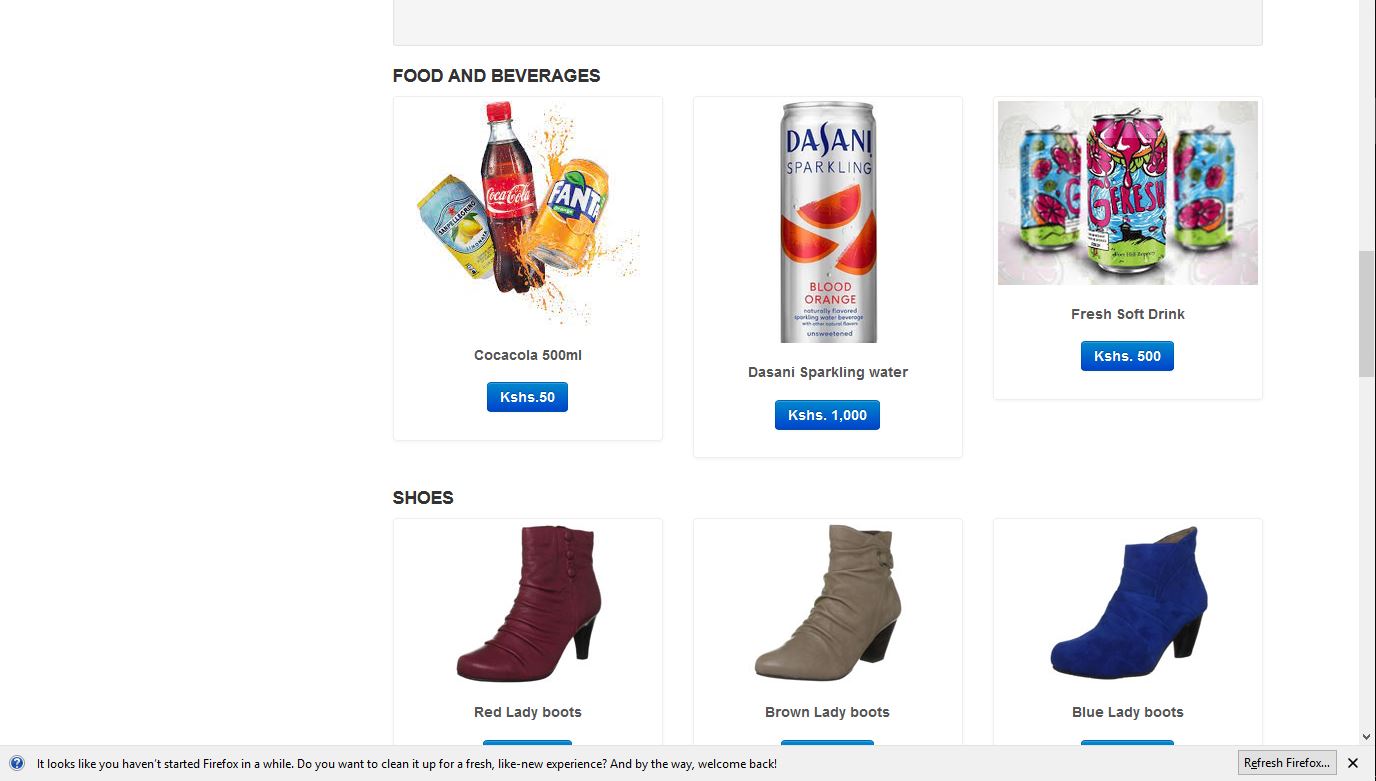 FOOD AND BEVERAGES
SANPELLEGRINO
LIMONATA
Coca-Cola
FANTA
orange
DASANI
SPARKLING
BLOOD
ORANGE
naturally flavored
sparkling water beverage
with other natural flavors
unsweetened
G FRESH
Cocacola 500ml
Kshs.50
Dasani Sparkling water
Kshs. 1,000
Fresh Soft Drink
Kshs. 500
SHOES
Red Lady boots
Brown Lady boots
Blue Lady boots
It looks like you haven't started Firefox in a while. Do you want to clean it up for a fresh, like-new experience? And by the way, welcome back!
Refresh Firefox...